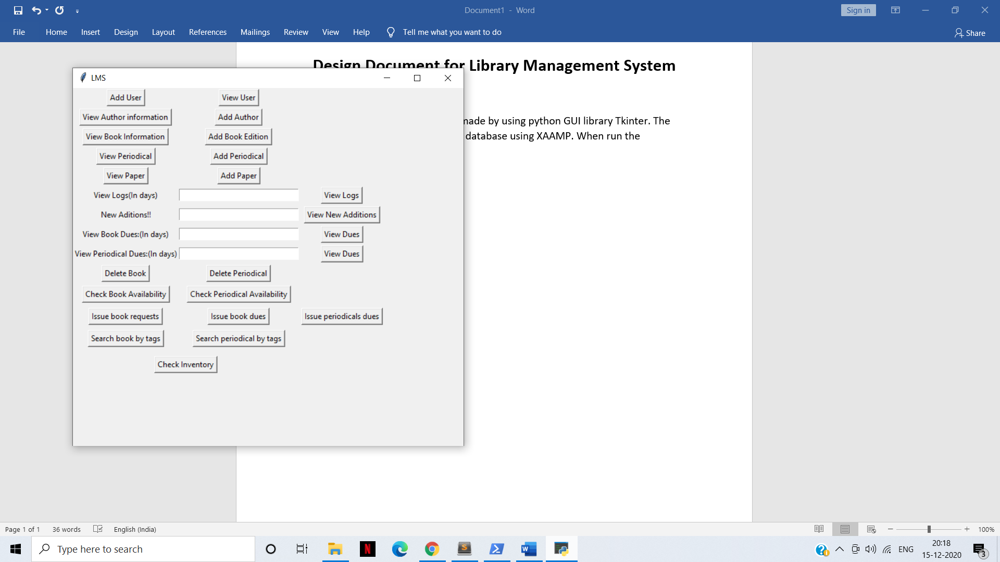 Document1 - Word
Sign in
File Home Insert Design Layout References Mailings Review View Help Tell me what you want to do
Share
Design Document for Library Management System
made by using python GUI library Tkinter. The
database using XAAMP. When run the
LMS
Add User View User
View Author information Add Author
View Book Information Add Book Edition
View Periodical Add Periodical
View Paper Add Paper
View Logs(In days) View Logs
New Aditions!! View New Additions
View Book Dues:(In days) View Dues
View Periodical Dues:(In days) View Dues
Delete Book Delete Periodical
Check Book Availability Check Periodical Availability
Issue book requests Issue book dues Issue periodicals dues
Search book by tags Search periodical by tags
Check Inventory
Page 1 of 1 36 words English (India) 100%
Type here to search
ENG
20:18
15-12-2020
3